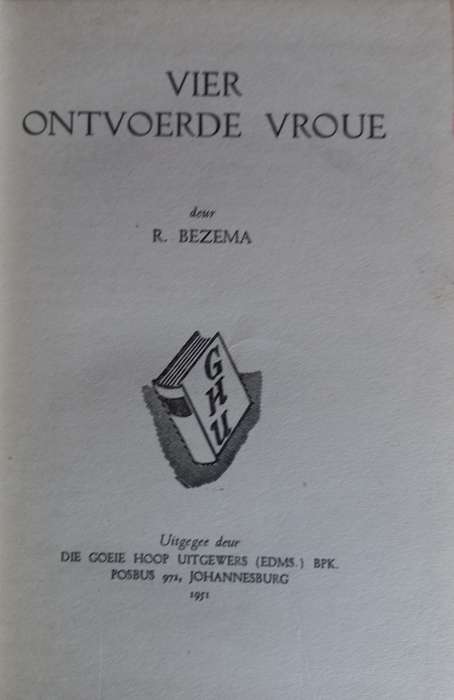 VIER
ONTVOERDE VROUE
deur
R. BEZEMA
GHU
Uitgegee deur
DIE GOEIE HOOP UITGEWERS (EDMS.) BPK.
POSBUS 972, JOHANNESBURG
1951